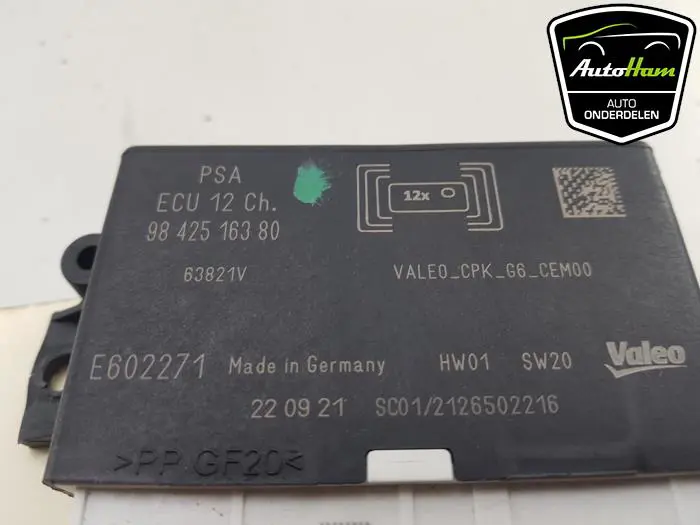 AutoHam
AUTO
ONDERDELEN
PSA
ECU 12 Ch.
98 425 163 80
63821V
12x
VALEO_CPK_G6_CEM00
E602271 Made in Germany HW01 SW20 Valeo
22 09 21 SC01/2126502216
>PP GF20<